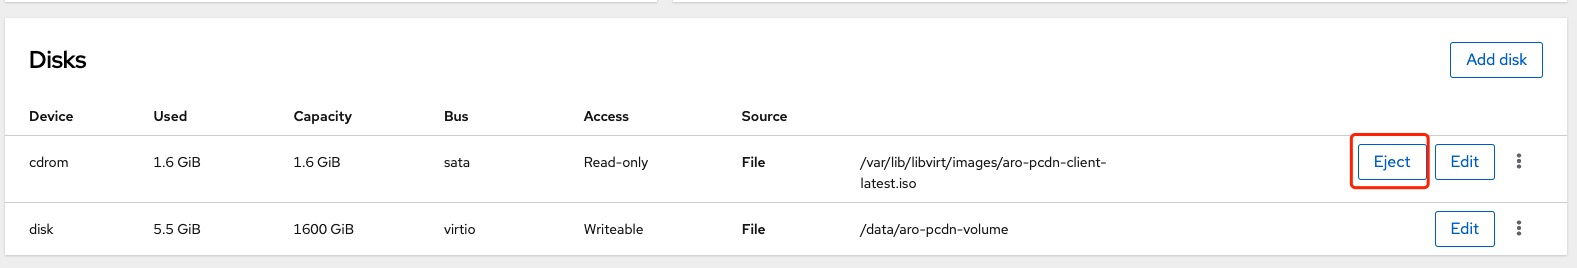 Disks
Add disk
Device Used Capacity Bus Access Source
cdrom 1.6 GiB 1.6 GiB sata Read-only File /var/lib/libvirt/images/aro-pcdn-client-
latest.iso
Eject Edit
disk 5.5 GiB 1600 GiB virtio Writeable File /data/aro-pcdn-volume Edit